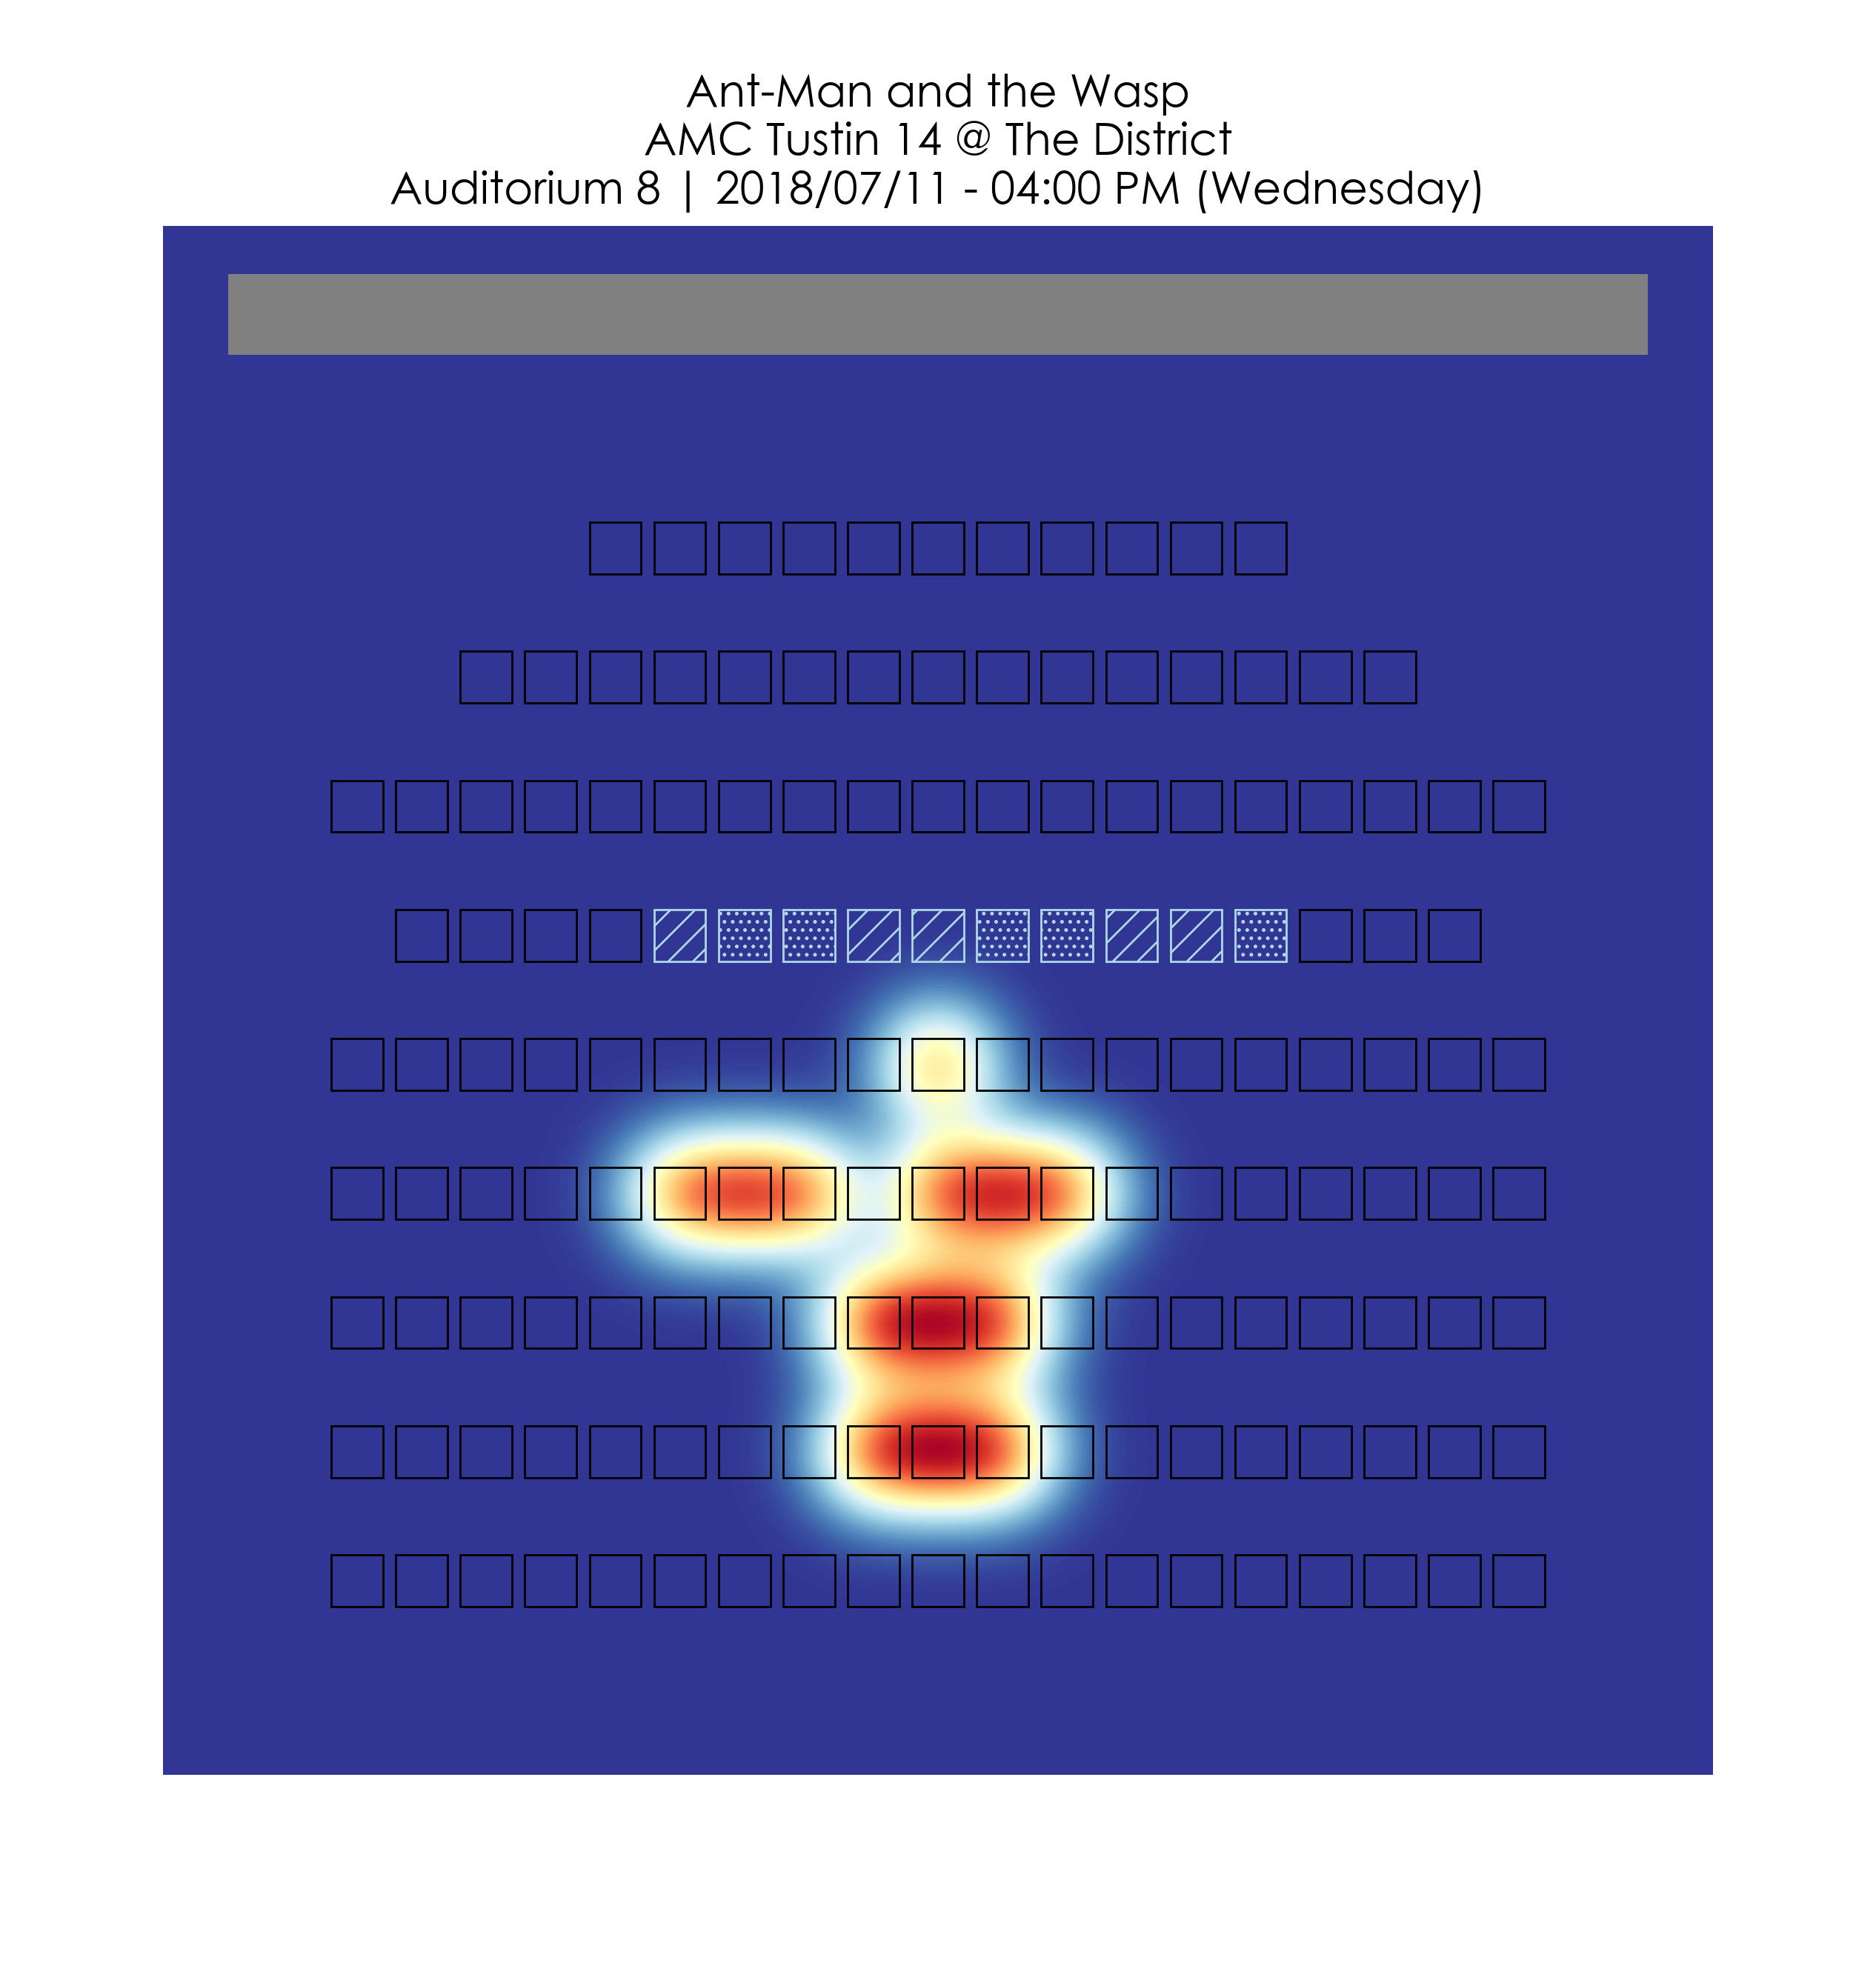 Ant-Man and the Wasp
AMC Tustin 14 @ The District
Auditorium 8 | 2018/07/11 - 04:00 PM (Wednesday)